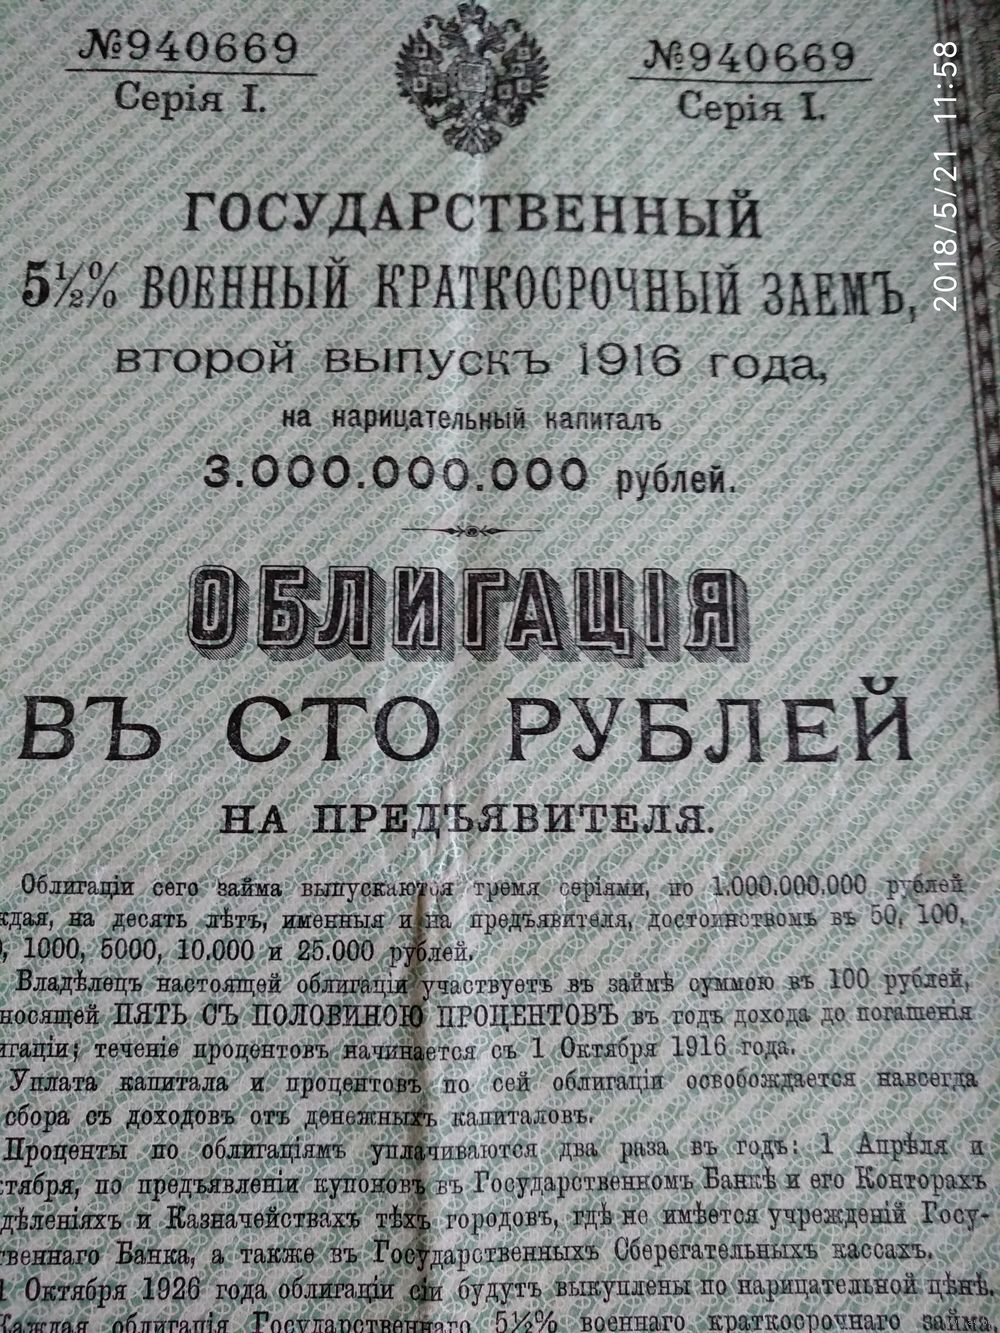 №940669
Серія I.
№940669
Серія I.
2018/5/21 11:58
ГОСУДАРСТВЕННЫЙ
5½% ВОЕННЫЙ КРАТКОСРОЧНЫЙ ЗАЕМЪ,
второй выпускъ 1916 года,
на нарицательный капиталъ
3.000.000.000 рублей.
ОБЛИГАЦІЯ
ВЪ СТО РУБЛЕЙ
НА ПРЕДЪЯВИТЕЛЯ.
Облигаціи сего займа выпускаются тремя серіями, по 1.000.000.000 рублей
ждая, на десять лѣтъ, именныя и на предъявителя, достоинствомъ въ 50, 100,
, 1000, 5000, 10.000 и 25.000 рублей.
Владѣлецъ настоящей облигаціи участвуетъ въ займѣ суммою въ 100 рублей,
носящей ПЯТЬ СЪ ПОЛОВИНОЮ ПРОЦЕНТОВЪ въ годъ дохода до погашенія
игаціи; теченіе процентовъ начинается съ 1 Октября 1916 года.
Уплата капитала и процентовъ по сей облигаціи освобождается навсегда
сбора съ доходовъ отъ денежныхъ капиталовъ.
Проценты по облигаціямъ уплачиваются два раза въ годъ: 1 Апрѣля и
ктября, по предъявленіи купоновъ въ Государственномъ Банкѣ и его Конторахъ
дѣленіяхъ и Казначействахъ тѣхъ городовъ, гдѣ не имѣется учрежденій Госу-
твеннаго Банка, а также въ Государственныхъ Сберегательныхъ кассахъ.
1 Октября 1926 года облигаціи сіи будутъ выкуплены по нарицательной цѣнѣ.
Каждая облигація Государственнаго 5½% военнаго краткосрочнаго займа,